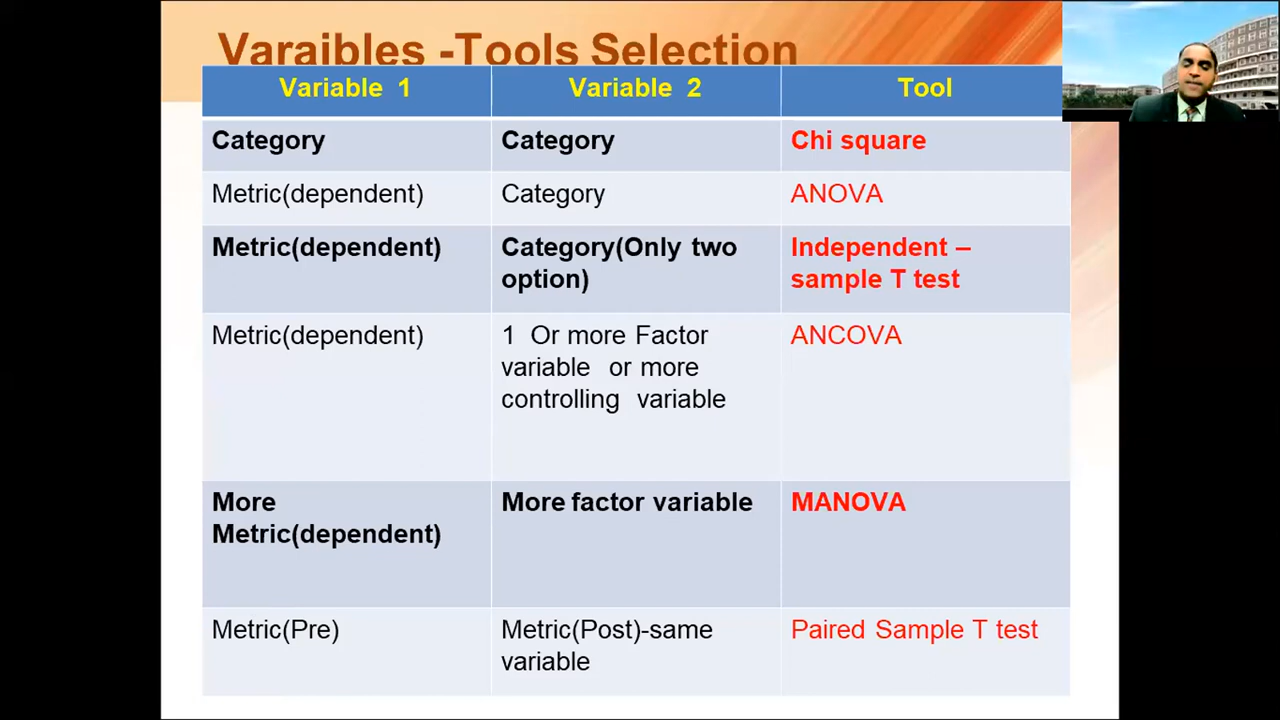 Varaibles -Tools Selection
Variable 1 Variable 2 Tool
Category Category Chi square
Metric(dependent) Category ANOVA
Metric(dependent) Category(Only two option) Independent – sample T test
Metric(dependent) 1 Or more Factor variable or more controlling variable ANCOVA
More Metric(dependent) More factor variable MANOVA
Metric(Pre) Metric(Post)-same variable Paired Sample T test